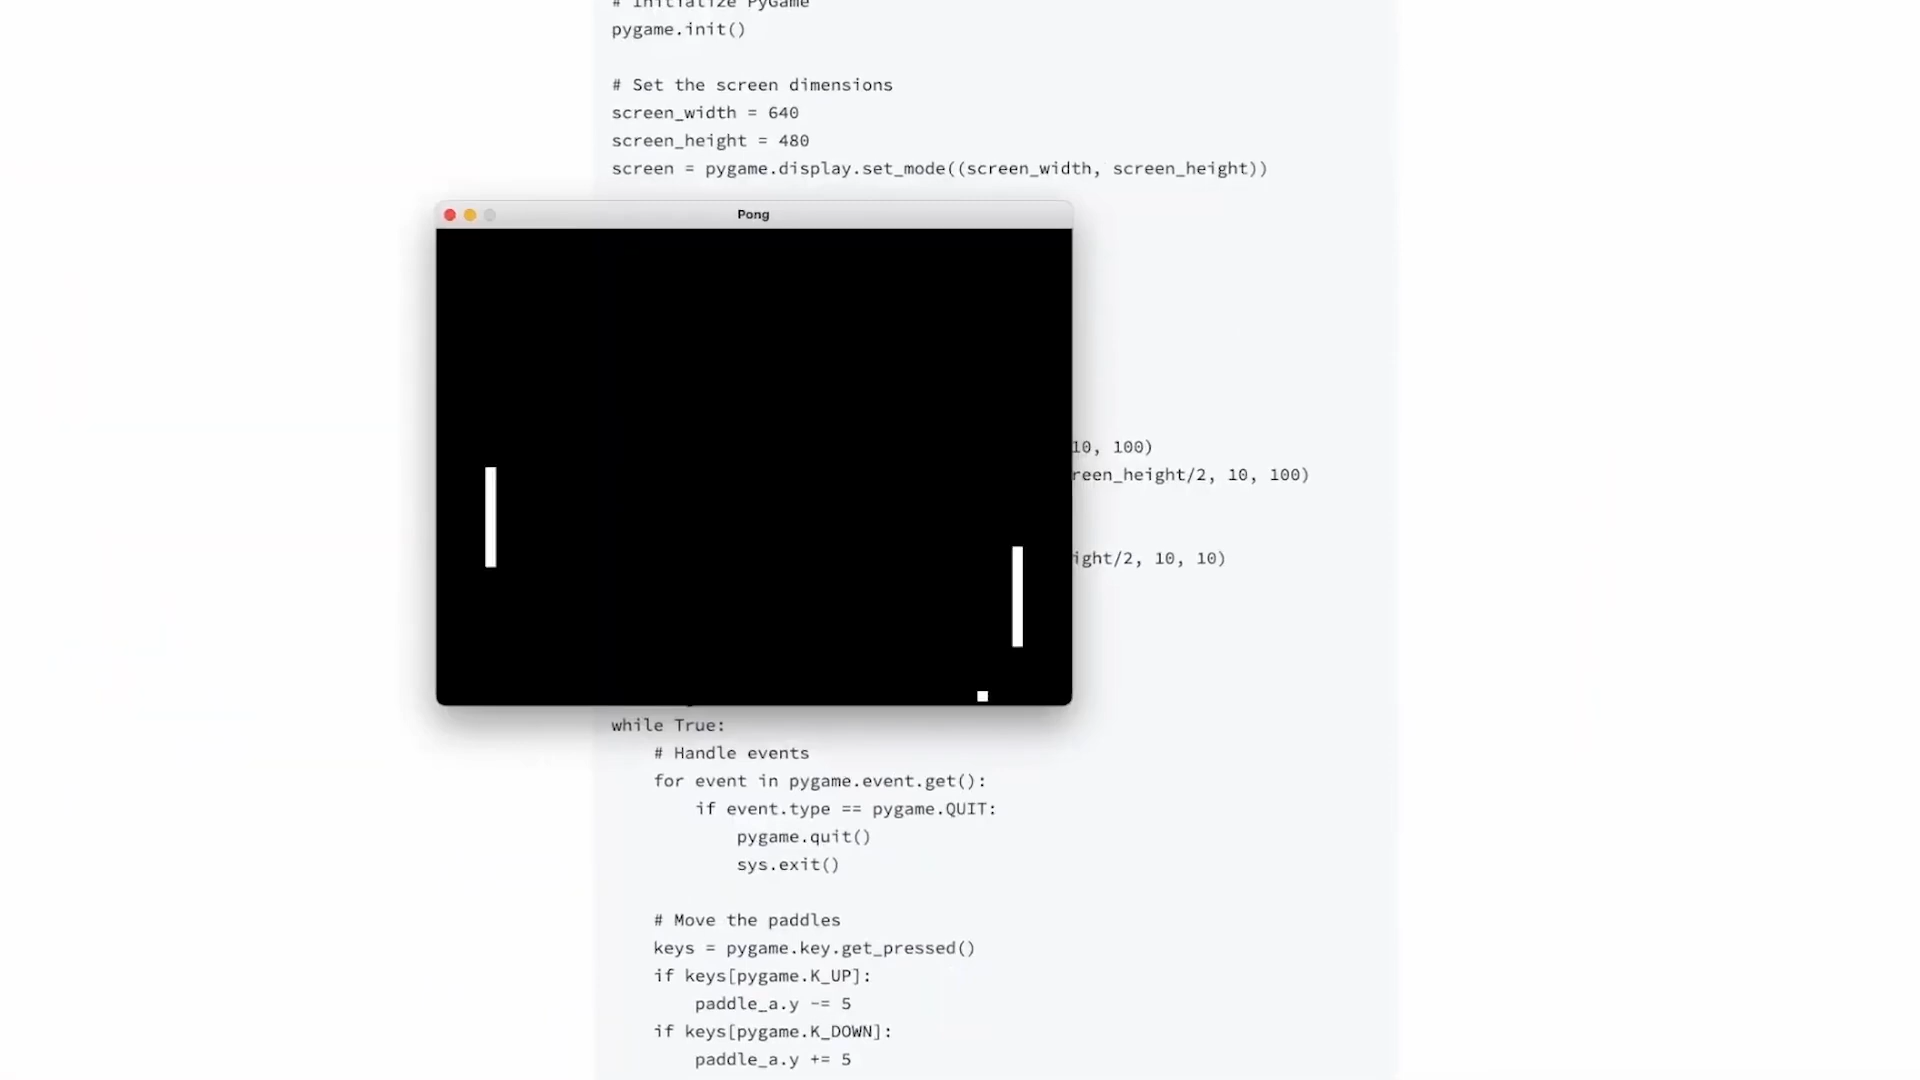 # Initialize PyGame
pygame.init()
# Set the screen dimensions
screen_width = 640
screen_height = 480
screen = pygame.display.set_mode((screen_width, screen_height))
Pong
10, 100)
reen_height/2, 10, 100)
ight/2, 10, 10)
while True:
# Handle events
for event in pygame.event.get():
if event.type == pygame.QUIT:
pygame.quit()
sys.exit()
# Move the paddles
keys = pygame.key.get_pressed()
if keys[pygame.K_UP]:
paddle_a.y -= 5
if keys[pygame.K_DOWN]:
paddle_a.y += 5